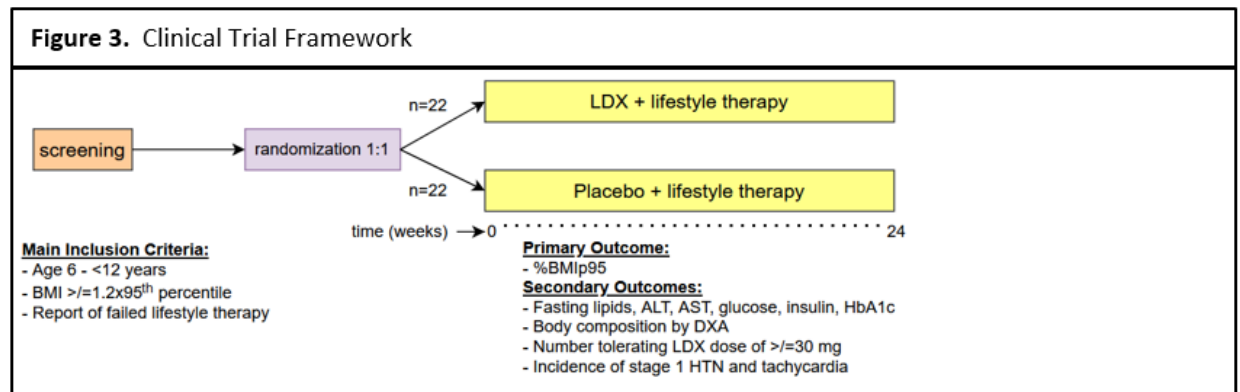 Figure 3. Clinical Trial Framework
n=22
LDX + lifestyle therapy
screening
randomization 1:1
n=22
Placebo + lifestyle therapy
time (weeks)
0
24
Main Inclusion Criteria:
- Age 6 - <12 years
- BMI >/=1.2x95th percentile
- Report of failed lifestyle therapy
Primary Outcome:
- %BMIp95
Secondary Outcomes:
- Fasting lipids, ALT, AST, glucose, insulin, HbA1c
- Body composition by DXA
- Number tolerating LDX dose of >/=30 mg
- Incidence of stage 1 HTN and tachycardia